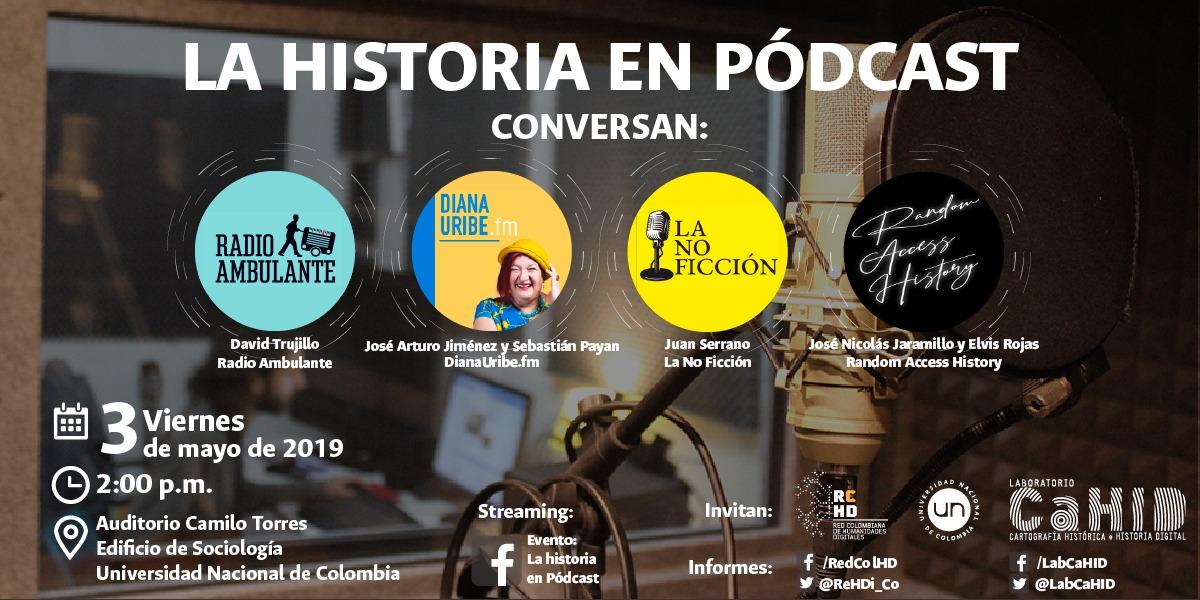 LA HISTORIA EN PÓDCAST
CONVERSAN:
RADIO
AMBULANTE
DIANA
URIBE.fm
LA
NO
FICCIÓN
Random
Access
History
David Trujillo
Radio Ambulante
José Arturo Jiménez y Sebastián Payan
DianaUribe.fm
Juan Serrano
La No Ficción
José Nicolás Jaramillo y Elvis Rojas
Random Access History
3 Viernes
de mayo de 2019
2:00 p.m.
Auditorio Camilo Torres
Edificio de Sociología
Universidad Nacional de Colombia
Streaming:
Evento:
La historia
en Pódcast
Invitan:
RC
HD
RED COLOMBIANA
DE HUMANIDADES
DIGITALES
UNIVERSIDAD NACIONAL
DE COLOMBIA
un
LABORATORIO
CaHID
CARTOGRAFÍA HISTÓRICA e HISTORIA DIGITAL
Informes:
/RedColHD
@ReHDi_Co
/LabCaHID
@LabCaHID